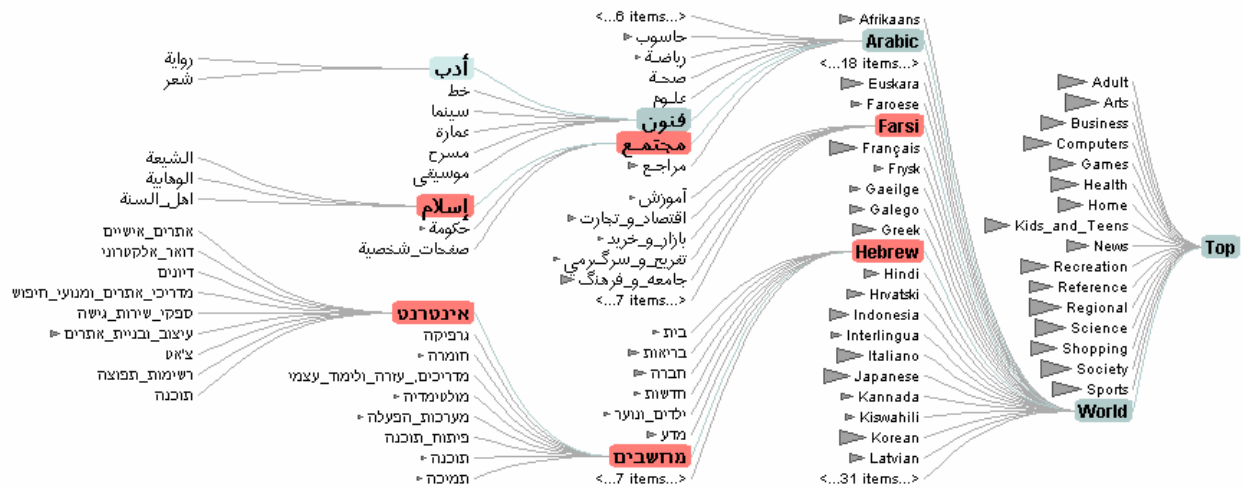 Top
Adult
Arts
Business
Computers
Games
Health
Home
Kids_and_Teens
News
Recreation
Reference
Regional
Science
Shopping
Society
Sports
World
Afrikaans
Arabic
<...18 items...>
Euskara
Faroese
Farsi
Français
Frysk
Gaeilge
Galego
Greek
Hebrew
Hindi
Hrvatski
Indonesia
Interlingua
Italiano
Japanese
Kannada
Kiswahili
Korean
Latvian
<...31 items...>
<...6 items...>
حاسوب
رياضة
صحة
علوم
فنون
مجتمع
مراجع
آموزش
اقتصاد_و_تجارت
بازار_و_خرید
تفریح_و_سرگرمي
جامعه_و_فرهنگ
<...7 items...>
בית
בריאות
חברה
חדשות
ילדים_ונוער
מדע
מחשבים
<...7 items...>
أدب
خط
سينما
عمارة
مسرح
موسيقى
إسلام
حكومة
صفحات_شخصية
אינטרנט
גרפיקה
חומרה
מדריכים,_עזרה_ולימוד_עצמי
מולטימדיה
מערכות_הפעלה
פיתוח_תוכנה
תוכנה
תמיכה
رواية
شعر
الشيعة
الوهابية
اهل_السنة
אתרים_אישיים
דואר_אלקטרוני
דיונים
מדריכי_אתרים_ומנועי_חיפוש
ספקי_שירות_גישה
עיצוב_ובניית_אתרים
צ'אט
רשימות_תפוצה
תוכנה